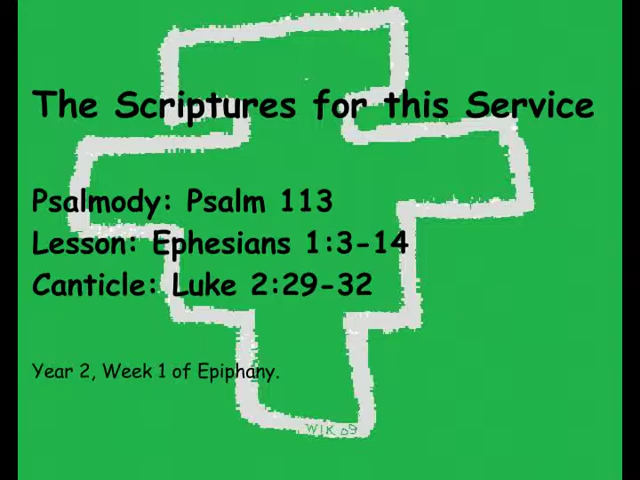 The Scriptures for this Service
Psalmody: Psalm 113
Lesson: Ephesians 1:3-14
Canticle: Luke 2:29-32
Year 2, Week 1 of Epiphany.
WIK 09